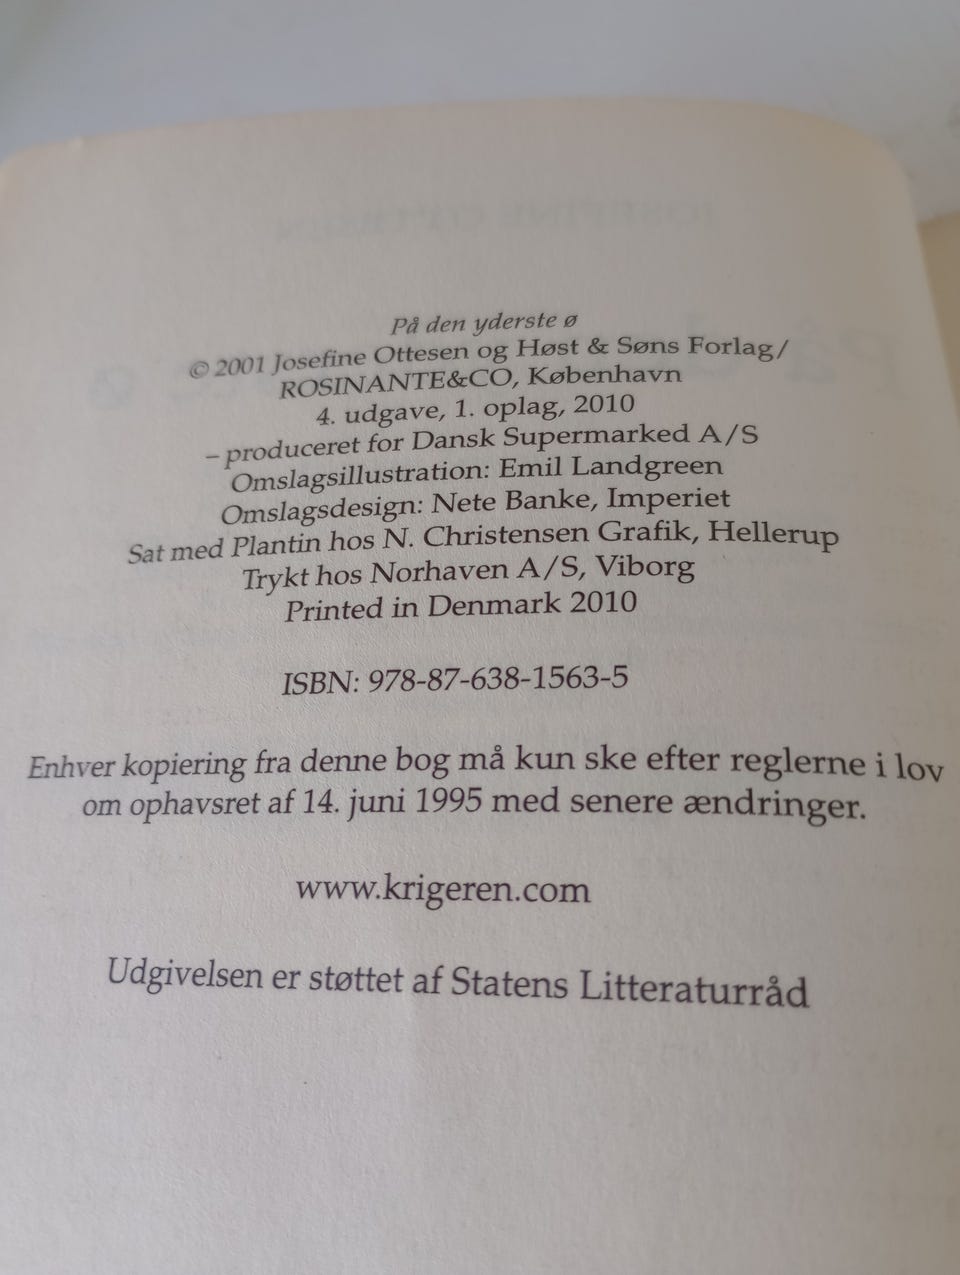 På den yderste ø
© 2001 Josefine Ottesen og Høst & Søns Forlag/
ROSINANTE&CO, København
4. udgave, 1. oplag, 2010
– produceret for Dansk Supermarked A/S
Omslagsillustration: Emil Landgreen
Omslagsdesign: Nete Banke, Imperiet
Sat med Plantin hos N. Christensen Grafik, Hellerup
Trykt hos Norhaven A/S, Viborg
Printed in Denmark 2010
ISBN: 978-87-638-1563-5
Enhver kopiering fra denne bog må kun ske efter reglerne i lov
om ophavsret af 14. juni 1995 med senere ændringer.
www.krigeren.com
Udgivelsen er støttet af Statens Litteraturråd